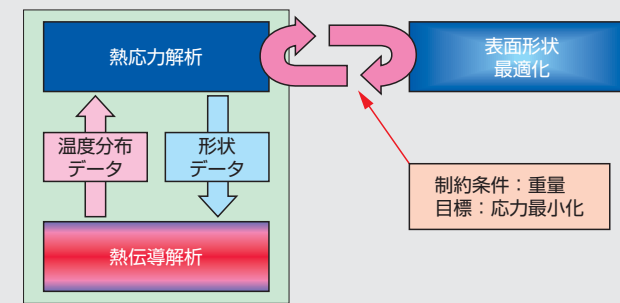 熱応力解析
表面形状
最適化
温度分布
データ
形状
データ
制約条件：重量
目標：応力最小化
熱伝導解析